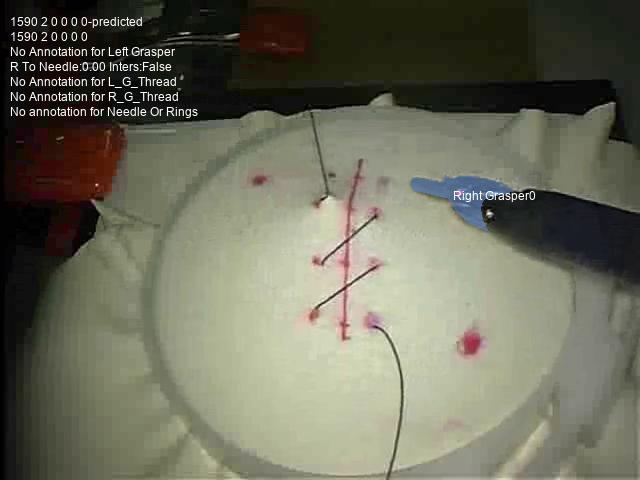 1590 2 0 0 0 0-predicted
1590 2 0 0 0 0
No Annotation for Left Grasper
R To Needle:0.00 Inters:False
No Annotation for L_G_Thread
No Annotation for R_G_Thread
No annotation for Needle Or Rings
Right Grasper0